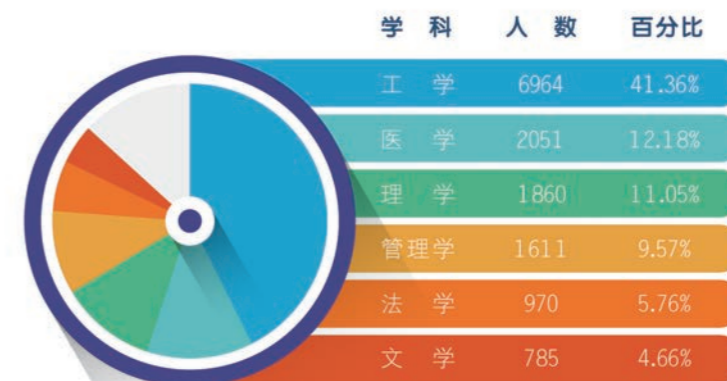 学 科 人 数 百分比
工 学 6964 41.36%
医 学 2051 12.18%
理 学 1860 11.05%
管理学 1611 9.57%
法 学 970 5.76%
文 学 785 4.66%